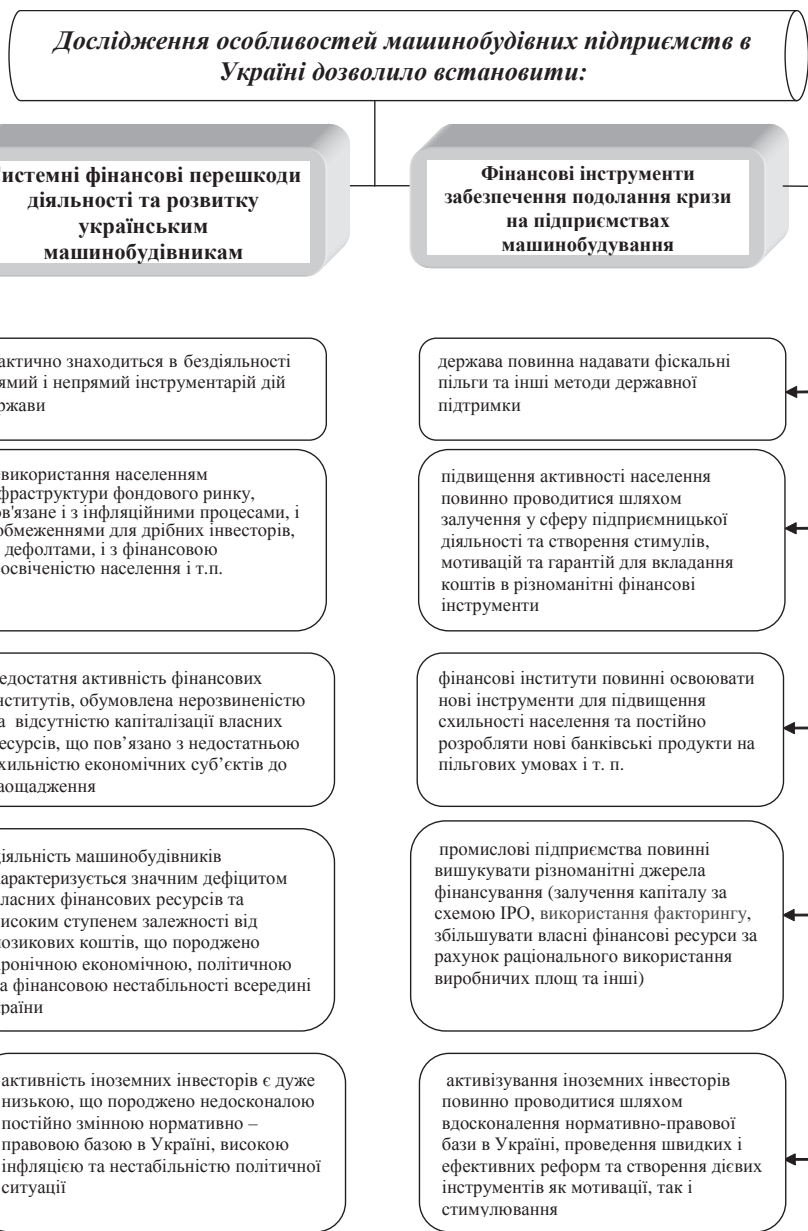 Дослідження особливостей машинобудівних підприємств в
Україні дозволило встановити:
истемні фінансові перешкоди
діяльності та розвитку
українським
машинобудівникам
Фінансові інструменти
забезпечення подолання кризи
на підприємствах
машинобудування
актично знаходиться в бездіяльності
ямий і непрямий інструментарій дій
ржави
держава повинна надавати фіскальні
пільги та інші методи державної
підтримки
використання населенням
фраструктури фондового ринку,
ов'язане і з інфляційними процесами, і
обмеженнями для дрібних інвесторів,
дефолтами, і з фінансовою
освіченістю населення і т.п.
підвищення активності населення
повинно проводитися шляхом
залучення у сферу підприємницької
діяльності та створення стимулів,
мотивацій та гарантій для вкладання
коштів в різноманітні фінансові
інструменти
едостатня активність фінансових
нститутів, обумовлена нерозвиненістю
а відсутністю капіталізації власних
есурсів, що пов’язано з недостатньою
хильністю економічних суб’єктів до
аощадження
фінансові інститути повинні освоювати
нові інструменти для підвищення
схильності населення та постійно
розробляти нові банківські продукти на
пільгових умовах і т. п.
іяльність машинобудівників
арактеризується значним дефіцитом
ласних фінансових ресурсів та
исоким ступенем залежності від
озикових коштів, що породжено
ронічною економічною, політичною
а фінансовою нестабільності всередині
раїни
промислові підприємства повинні
вишукувати різноманітні джерела
фінансування (залучення капіталу за
схемою IPO, використання факторингу,
збільшувати власні фінансові ресурси за
рахунок раціонального використання
виробничих площ та інші)
активність іноземних інвесторів є дуже
низькою, що породжено недосконалою
постійно змінною нормативно –
правовою базою в Україні, високою
інфляцією та нестабільністю політичної
ситуації
активізування іноземних інвесторів
повинно проводитися шляхом
вдосконалення нормативно-правової
бази в Україні, проведення швидких і
ефективних реформ та створення дієвих
інструментів як мотивації, так і
стимулювання